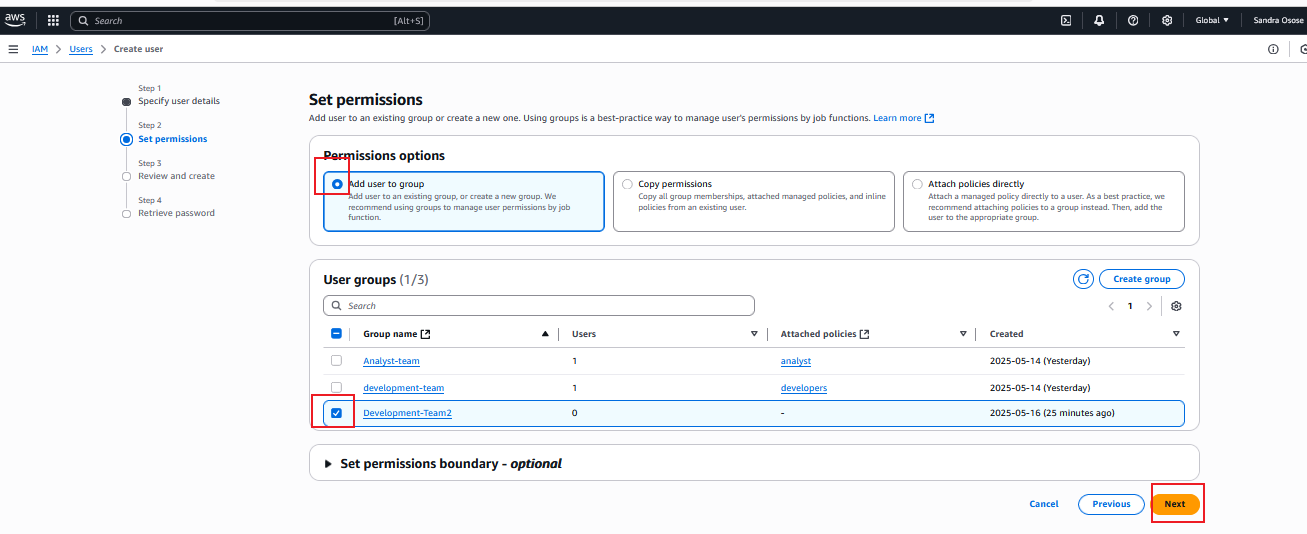 aws
Search [Alt+S]
Global
Sandra Osose
IAM > Users > Create user
Step 1
Specify user details
Step 2
Set permissions
Step 3
Review and create
Step 4
Retrieve password
Set permissions
Add user to an existing group or create a new one. Using groups is a best-practice way to manage user's permissions by job functions. Learn more
Permissions options
Add user to group
Add user to an existing group, or create a new group. We
recommend using groups to manage user permissions by job
function.
Copy permissions
Copy all group memberships, attached managed policies, and inline
policies from an existing user.
Attach policies directly
Attach a managed policy directly to a user. As a best practice, we
recommend attaching policies to a group instead. Then, add the
user to the appropriate group.
User groups (1/3)
Create group
Search
1
Group name Users Attached policies Created
Analyst-team 1 analyst 2025-05-14 (Yesterday)
development-team 1 developers 2025-05-14 (Yesterday)
Development-Team2 0 - 2025-05-16 (25 minutes ago)
Set permissions boundary - optional
Cancel Previous Next